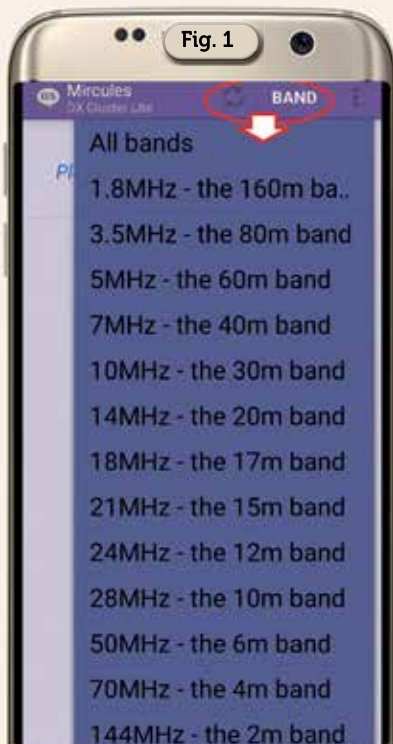 Fig. 1
Mircules
DX Cluster Lite
BAND
All bands
Pl
1.8MHz - the 160m ba..
3.5MHz - the 80m band
5MHz - the 60m band
7MHz - the 40m band
10MHz - the 30m band
14MHz - the 20m band
18MHz - the 17m band
21MHz - the 15m band
24MHz - the 12m band
28MHz - the 10m band
50MHz - the 6m band
70MHz - the 4m band
144MHz - the 2m band